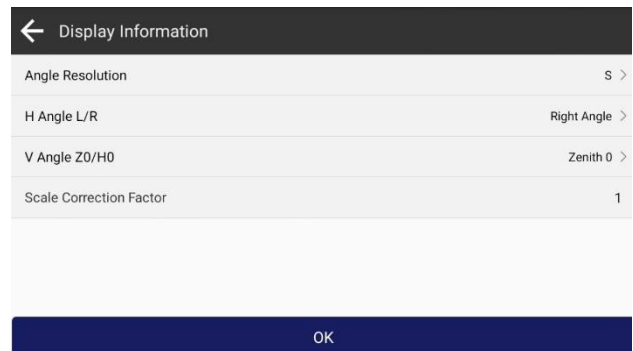 Display Information
Angle Resolution S
H Angle L/R Right Angle
V Angle Z0/H0 Zenith 0
Scale Correction Factor 1
OK